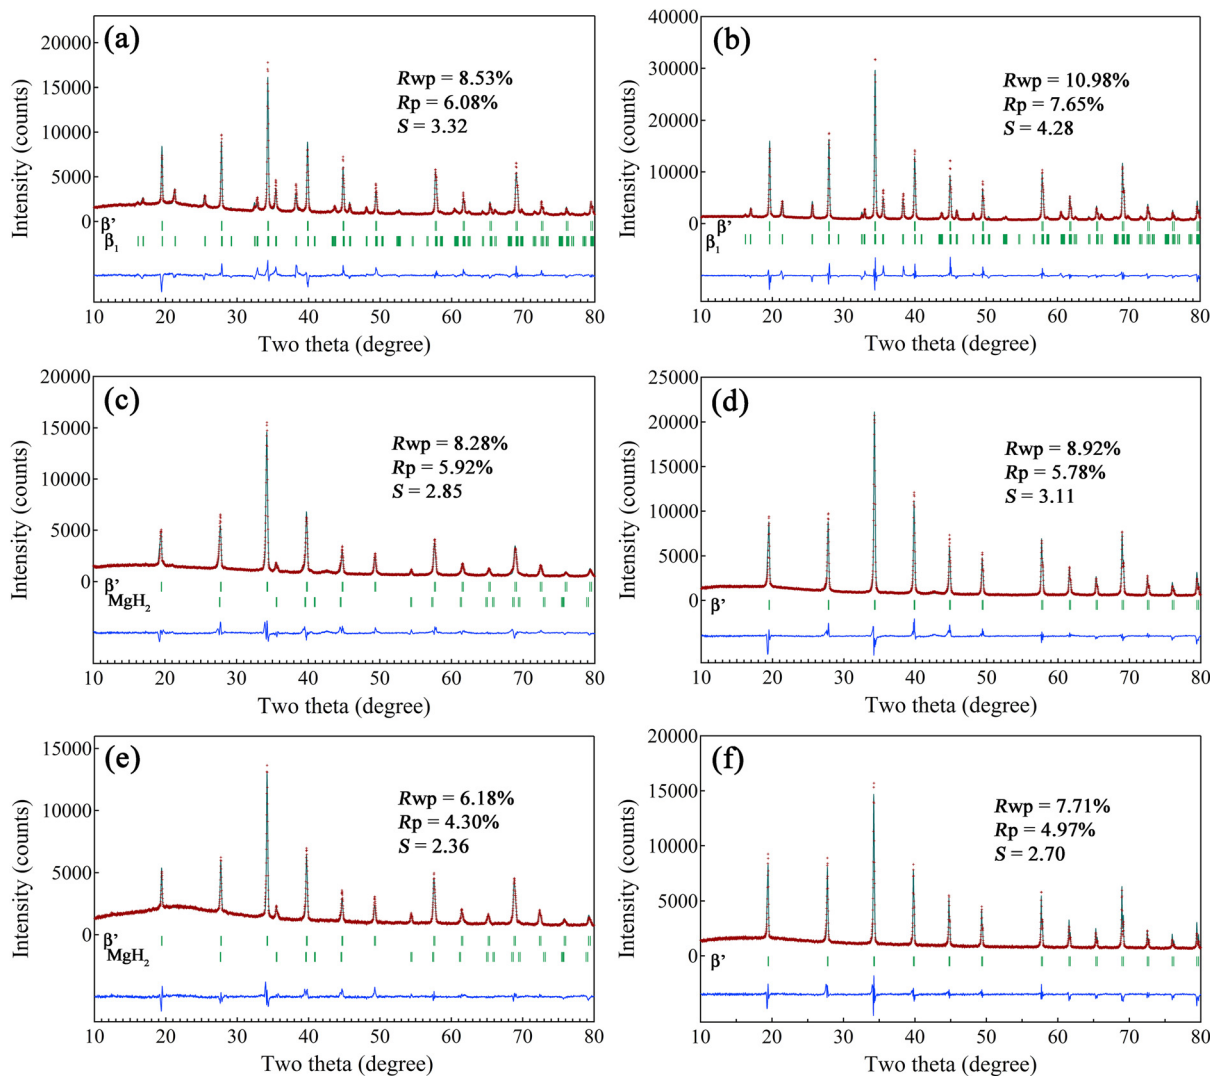 (a)
Rwp = 8.53%
Rp = 6.08%
S = 3.32
Intensity (counts)
20000
15000
10000
5000
0
β'
β1
10 20 30 40 50 60 70 80
Two theta (degree)
(b)
Rwp = 10.98%
Rp = 7.65%
S = 4.28
Intensity (counts)
40000
30000
20000
10000
0
β'
β1
10 20 30 40 50 60 70 80
Two theta (degree)
(c)
Rwp = 8.28%
Rp = 5.92%
S = 2.85
Intensity (counts)
20000
15000
10000
5000
0
β'
MgH2
10 20 30 40 50 60 70 80
Two theta (degree)
(d)
Rwp = 8.92%
Rp = 5.78%
S = 3.11
Intensity (counts)
25000
20000
15000
10000
5000
0
β'
10 20 30 40 50 60 70 80
Two theta (degree)
(e)
Rwp = 6.18%
Rp = 4.30%
S = 2.36
Intensity (counts)
15000
10000
5000
0
β'
MgH2
10 20 30 40 50 60 70 80
Two theta (degree)
(f)
Rwp = 7.71%
Rp = 4.97%
S = 2.70
Intensity (counts)
20000
15000
10000
5000
0
β'
10 20 30 40 50 60 70 80
Two theta (degree)